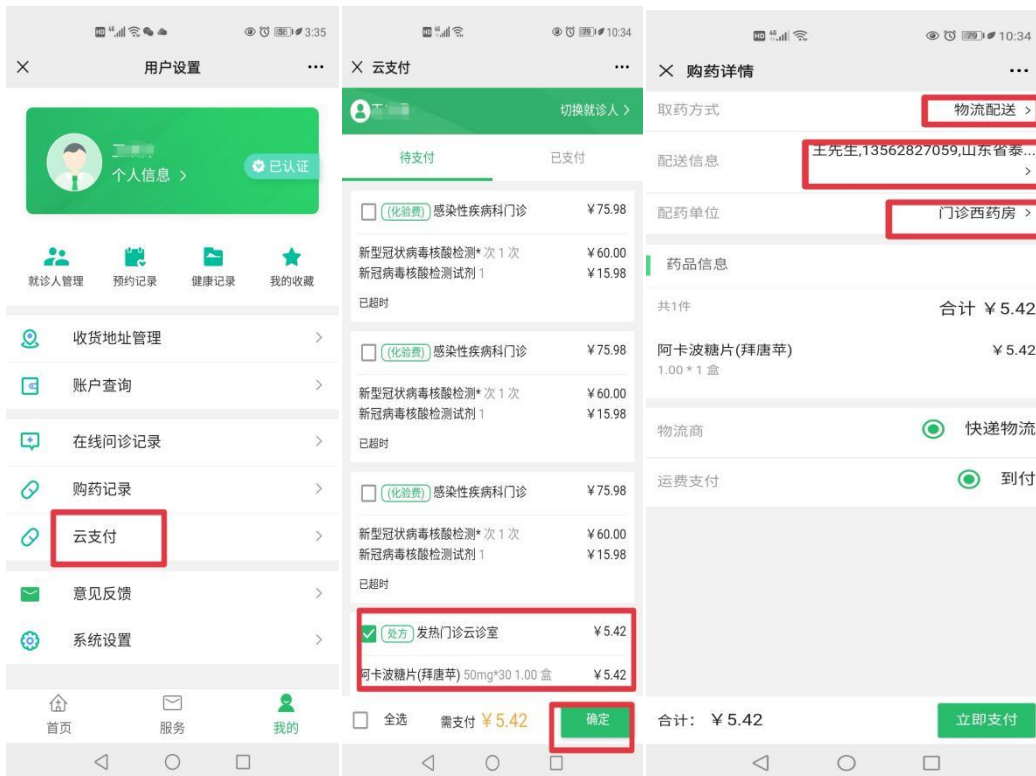 3:35
用户设置
个人信息 >
已认证
就诊人管理 预约记录 健康记录 我的收藏
收货地址管理
账户查询
在线问诊记录
购药记录
云支付
意见反馈
系统设置
首页 服务 我的
HD 79 10:34
云支付
切换就诊人 >
待支付 已支付
(化验费) 感染性疾病科门诊 ¥75.98
新型冠状病毒核酸检测* 次 1 次 ¥60.00
新冠病毒核酸检测试剂 1 ¥15.98
已超时
(化验费) 感染性疾病科门诊 ¥75.98
新型冠状病毒核酸检测* 次 1 次 ¥60.00
新冠病毒核酸检测试剂 1 ¥15.98
已超时
(化验费) 感染性疾病科门诊 ¥75.98
新型冠状病毒核酸检测* 次 1 次 ¥60.00
新冠病毒核酸检测试剂 1 ¥15.98
已超时
处方 发热门诊云诊室 ¥5.42
阿卡波糖片(拜唐苹) 50mg*30 1.00 盒 ¥5.42
全选 需支付 ¥5.42 确定
HD 79 10:34
购药详情
取药方式 物流配送 >
配送信息 王先生,13562827059,山东省泰... >
配药单位 门诊西药房 >
药品信息
共1件 合计 ¥5.42
阿卡波糖片(拜唐苹) ¥5.42
1.00 * 1 盒
物流商 快递物流
运费支付 到付
合计: ¥5.42 立即支付